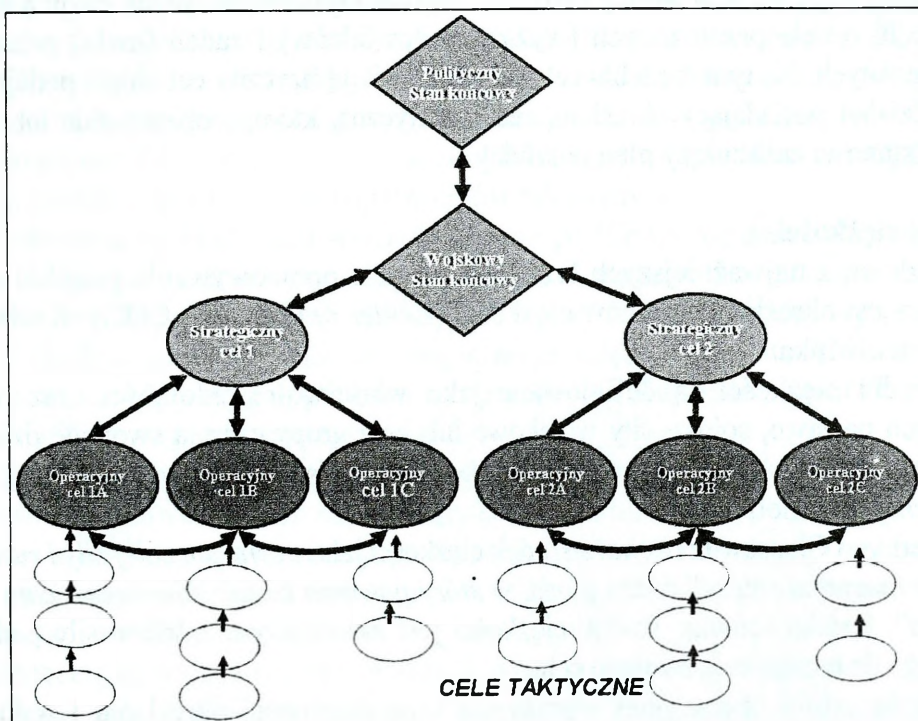 Polityczny
Stan końcowy
Wojskowy
Stan końcowy
Strategiczny
cel 1
Strategiczny
cel 2
Operacyjny
cel 1A
Operacyjny
cel 1B
Operacyjny
cel 1C
Operacyjny
cel 2A
Operacyjny
cel 2B
Operacyjny
cel 2C
CELE TAKTYCZNE